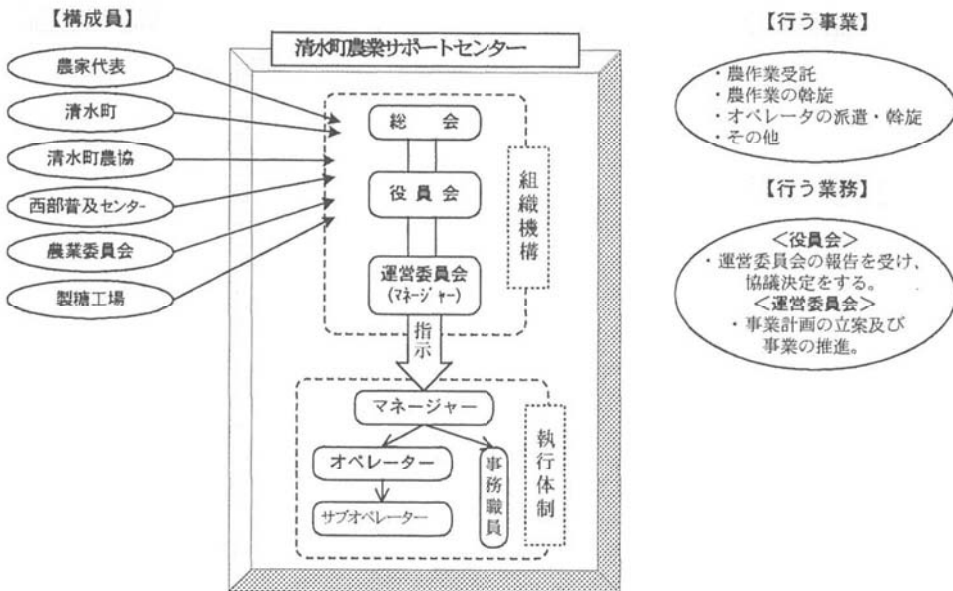 【構成員】
農家代表
清水町
清水町農協
西部普及センター
農業委員会
製糖工場
清水町農業サポートセンター
総 会
役員会
運営委員会
(マネージャー)
組織機構
指示
マネージャー
オペレーター
サブオペレーター
事務職員
執行体制
【行う事業】
・農作業受託
・農作業の斡旋
・オペレータの派遣・斡旋
・その他
【行う業務】
<役員会>
・運営委員会の報告を受け、
協議決定をする。
<運営委員会>
・事業計画の立案及び
事業の推進。